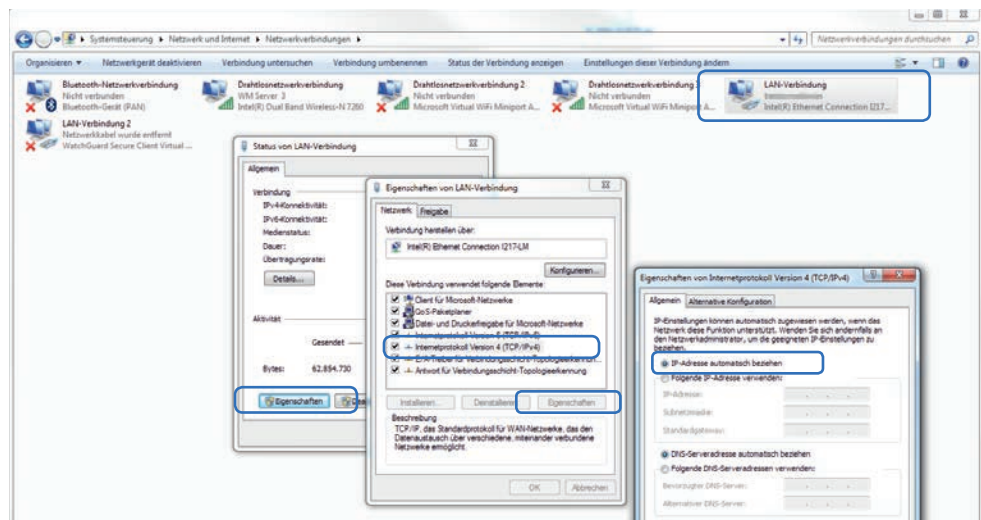 Systemsteuerung ▸ Netzwerk und Internet ▸ Netzwerkverbindungen ▸
Netzwerkverbindungen durchsuchen
Organisieren ▾ Netzwerkgerät deaktivieren Verbindung untersuchen Verbindung umbenennen Status der Verbindung anzeigen Einstellungen dieser Verbindung ändern
Bluetooth-Netzwerkverbindung
Nicht verbunden
Bluetooth-Gerät (PAN)
Drahtlosnetzwerkverbindung
WM Server 3
Intel(R) Dual Band Wireless-N 7260
Drahtlosnetzwerkverbindung 2
Nicht verbunden
Microsoft Virtual WiFi Miniport A...
Drahtlosnetzwerkverbindung
Nicht verbunden
Microsoft Virtual WiFi Miniport A...
LAN-Verbindung
Intel(R) Ethernet Connection I217...
LAN-Verbindung 2
Netzwerkkabel wurde entfernt
WatchGuard Secure Client Virtual ...
Status von LAN-Verbindung
Allgemein
Verbindung
IPv4-Konnektivität:
IPv6-Konnektivität:
Medienstatus:
Dauer:
Übertragungsrate:
Details...
Aktivität
Gesendet
Bytes: 62.854.730
Eigenschaften
Eigenschaften von LAN-Verbindung
Netzwerk Freigabe
Verbindung herstellen über:
Intel(R) Ethernet Connection I217-LM
Konfigurieren...
Diese Verbindung verwendet folgende Elemente:
Client für Microsoft-Netzwerke
QoS-Paketplaner
Datei- und Druckerfreigabe für Microsoft-Netzwerke
Internetprotokoll Version 6 (TCP/IPv6)
Internetprotokoll Version 4 (TCP/IPv4)
E/A-Treiber für Verbindungsschicht-Topologieerkennun...
Antwort für Verbindungsschicht-Topologieerkennung
Installieren... Deinstallieren Eigenschaften
Beschreibung
TCP/IP, das Standardprotokoll für WAN-Netzwerke, das den
Datenaustausch über verschiedene, miteinander verbundene
Netzwerke ermöglicht.
OK Abbrechen
Eigenschaften von Internetprotokoll Version 4 (TCP/IPv4)
Allgemein Alternative Konfiguration
IP-Einstellungen können automatisch zugewiesen werden, wenn das
Netzwerk diese Funktion unterstützt. Wenden Sie sich andernfalls an
den Netzwerkadministrator, um die geeigneten IP-Einstellungen zu
beziehen.
IP-Adresse automatisch beziehen
Folgende IP-Adresse verwenden:
IP-Adresse:
Subnetzmaske:
Standardgateway:
DNS-Serveradresse automatisch beziehen
Folgende DNS-Serveradressen verwenden:
Bevorzugter DNS-Server:
Alternativer DNS-Server: